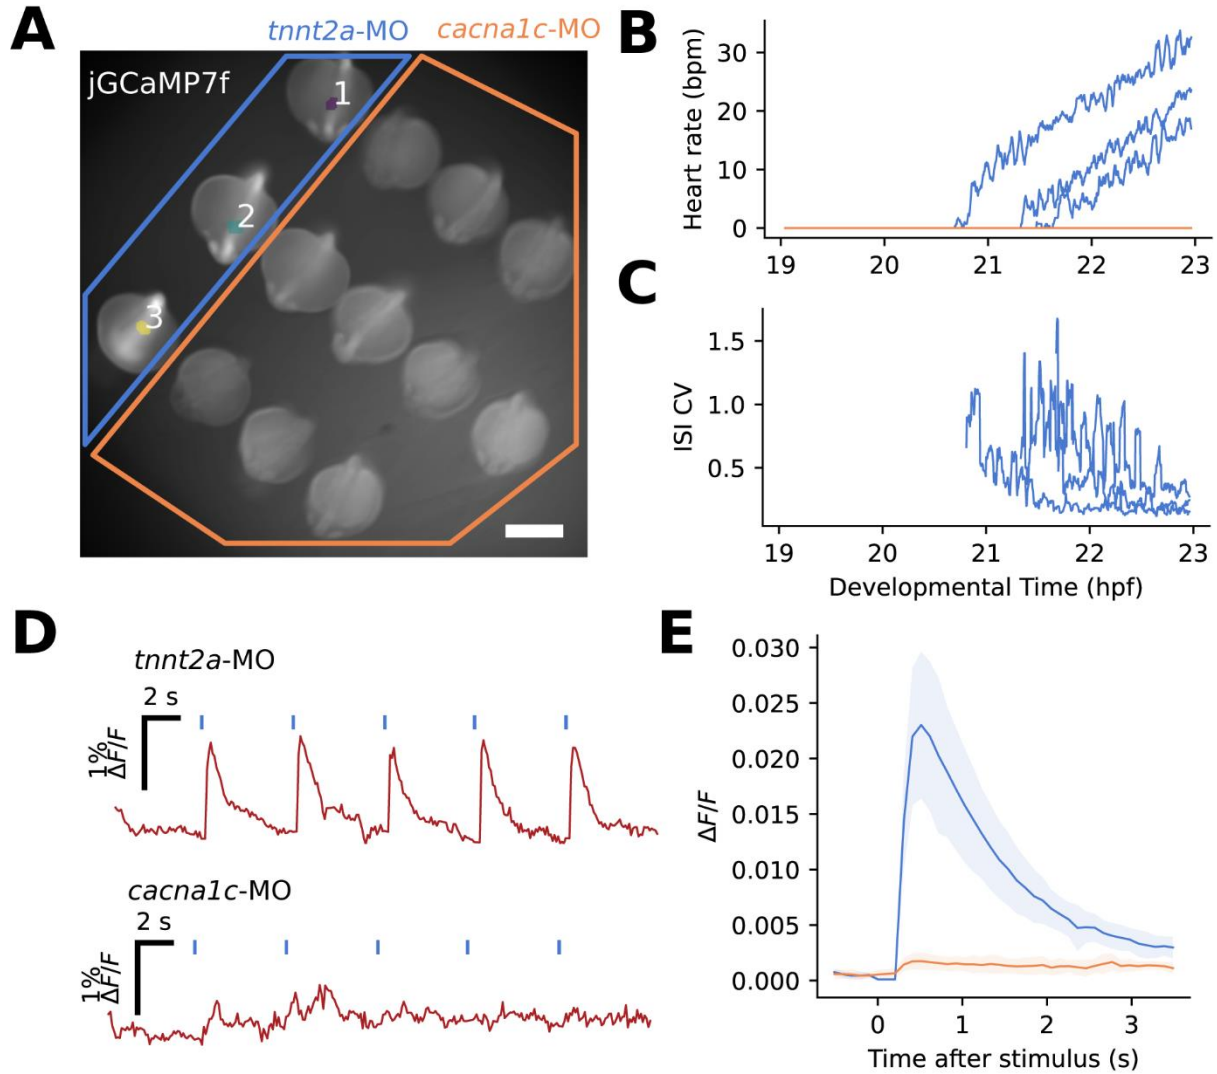 A
tnnt2a-MO
cacna1c-MO
jGCaMP7f
1
2
3
B
Heart rate (bpm)
30
20
10
0
19
20
21
22
23
C
ISI CV
1.5
1.0
0.5
19
20
21
22
23
Developmental Time (hpf)
D
tnnt2a-MO
2 s
1%
ΔF/F
cacna1c-MO
2 s
1%
ΔF/F
E
ΔF/F
0.030
0.025
0.020
0.015
0.010
0.005
0.000
0
1
2
3
Time after stimulus (s)